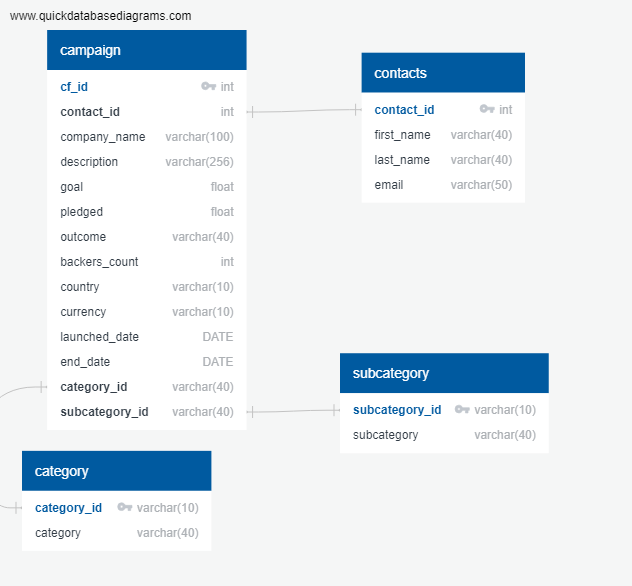 www.quickdatabasediagrams.com
campaign
cf_id int
contact_id int
company_name varchar(100)
description varchar(256)
goal float
pledged float
outcome varchar(40)
backers_count int
country varchar(10)
currency varchar(10)
launched_date DATE
end_date DATE
category_id varchar(40)
subcategory_id varchar(40)
contacts
contact_id int
first_name varchar(40)
last_name varchar(40)
email varchar(50)
subcategory
subcategory_id varchar(10)
subcategory varchar(40)
category
category_id varchar(10)
category varchar(40)